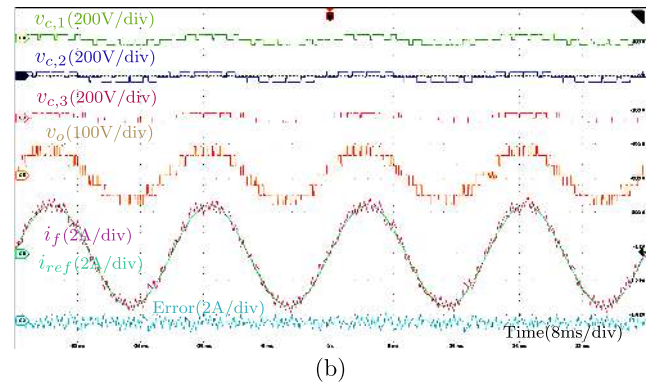 v_{c,1}(200V/div)
v_{c,2}(200V/div)
v_{c,3}(200V/div)
v_o(100V/div)
i_f(2A/div)
i_{ref}(2A/div)
Error(2A/div)
Time(8ms/div)
(b)